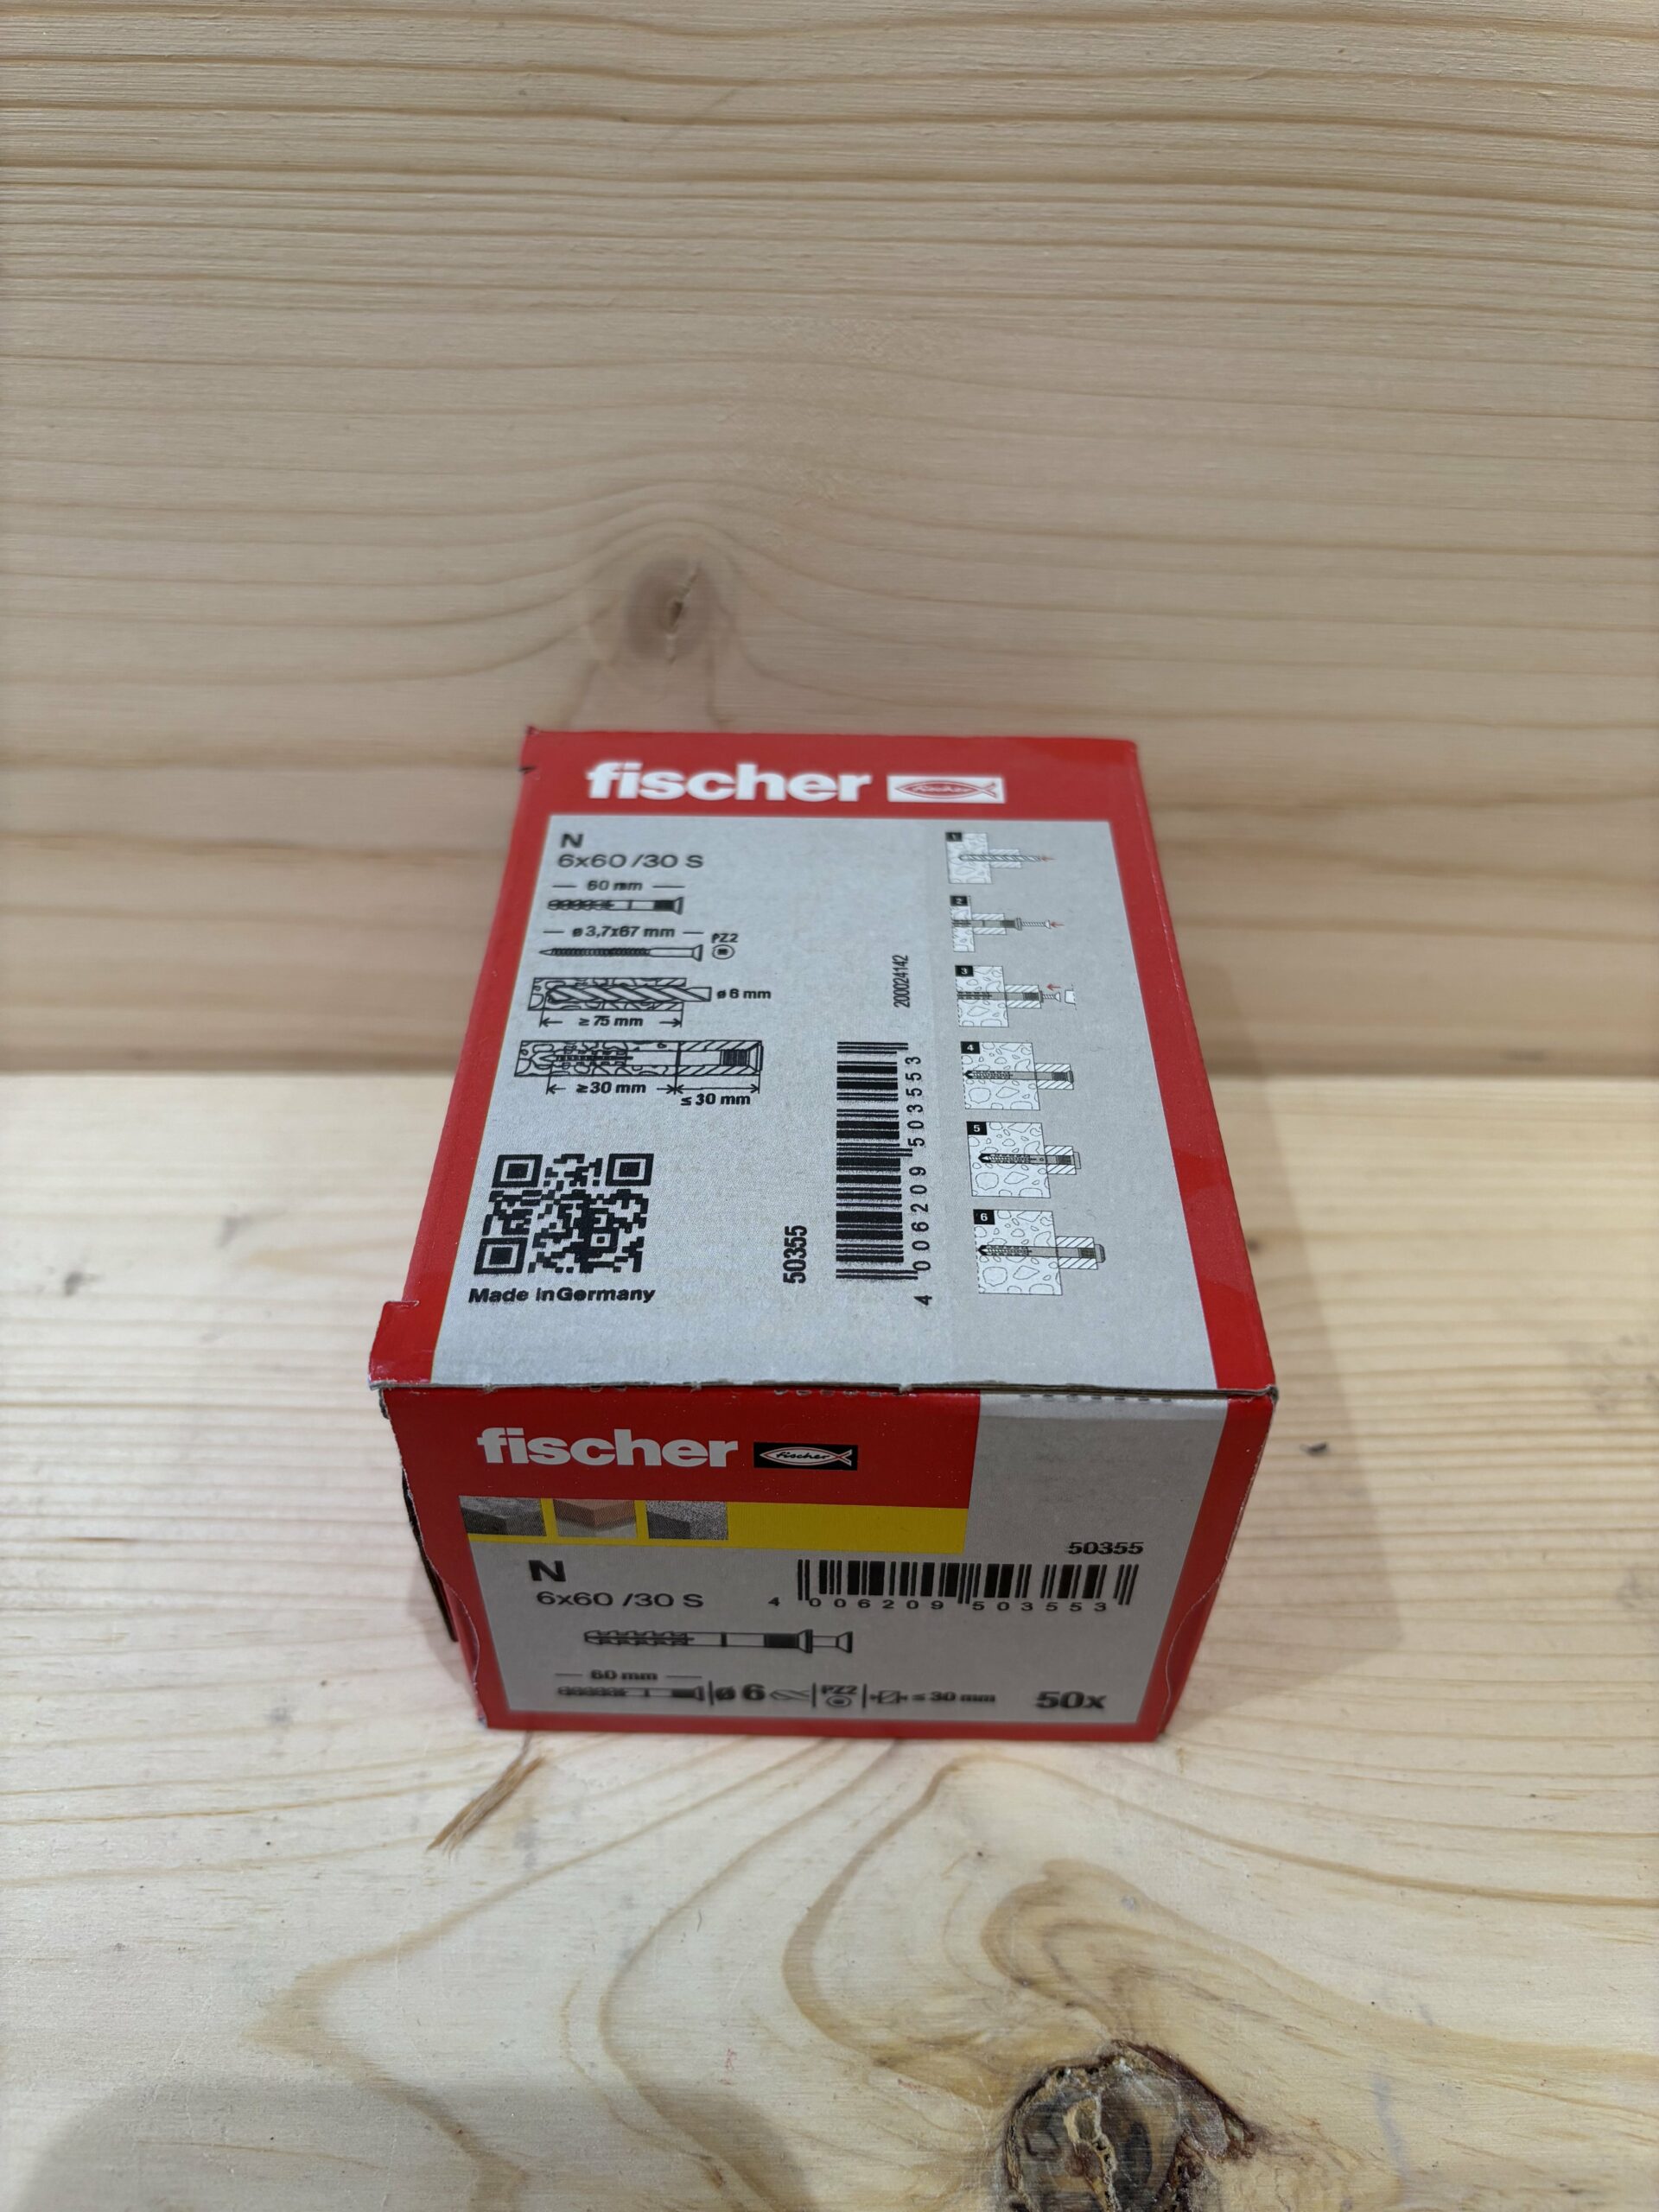 fischer fischer
N
6x60 /30 S
60 mm
ø 3,7x67 mm
PZ2
ø 6 mm
≥ 75 mm
≥ 30 mm
≤ 30 mm
Made in Germany
50355
4 006209 503553
200024142
1
2
3
4
5
6
fischer fischer
N
6x60 /30 S
50355
4 006209 503553
60 mm
ø 6
PZ2
≤ 30 mm
50x